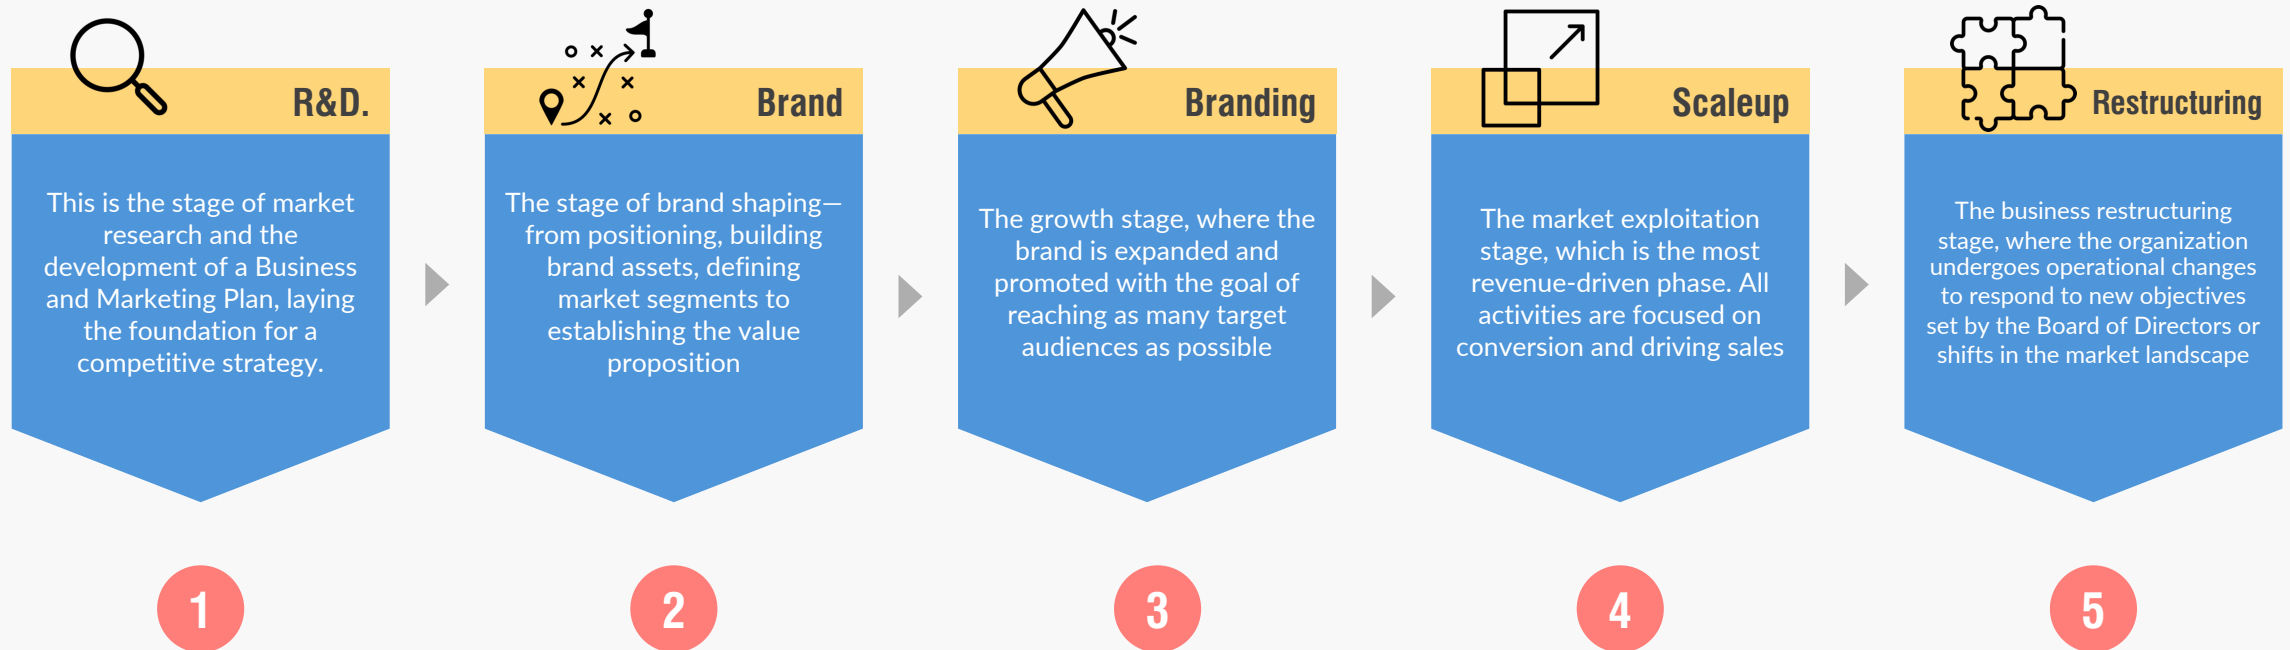 R&D.
This is the stage of market
research and the
development of a Business
and Marketing Plan, laying
the foundation for a
competitive strategy.
1
Brand
The stage of brand shaping—
from positioning, building
brand assets, defining
market segments to
establishing the value
proposition
2
Branding
The growth stage, where the
brand is expanded and
promoted with the goal of
reaching as many target
audiences as possible
3
Scaleup
The market exploitation
stage, which is the most
revenue-driven phase. All
activities are focused on
conversion and driving sales
4
Restructuring
The business restructuring
stage, where the organization
undergoes operational changes
to respond to new objectives
set by the Board of Directors or
shifts in the market landscape
5